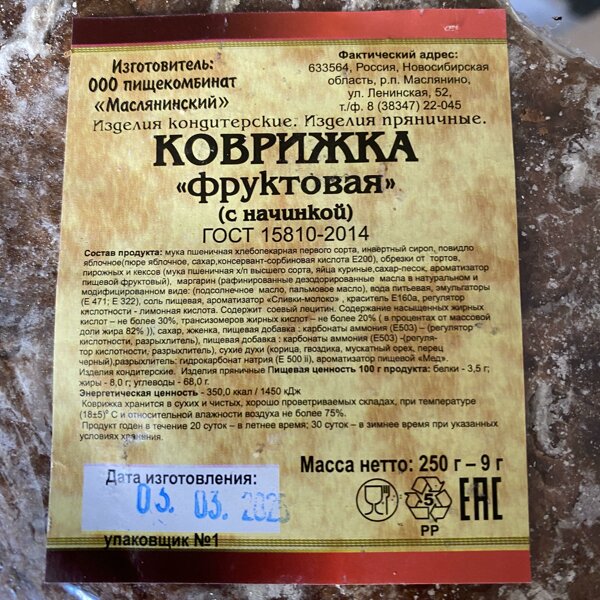 Изготовитель:
ООО пищекомбинат
«Маслянинский»
Фактический адрес:
633564, Россия, Новосибирская
область, р.п. Маслянино,
ул. Ленинская, 52,
т./ф. 8 (38347) 22-045
Изделия кондитерские. Изделия пряничные.
КОВРИЖКА
«Фруктовая»
(с начинкой)
ГОСТ 15810-2014
Состав продукта: мука пшеничная хлебопекарная первого сорта, инвертный сироп, повидло
яблочное(пюре яблочное, сахар,консервант-сорбиновая кислота Е200), обрезки от тортов,
пирожных и кексов (мука пшеничная х/п высшего сорта, яйца куриные,сахар-песок, ароматизатор
пищевой фруктовый), маргарин (рафинированные дезодорированные масла в натуральном и
модифицированном виде: (подсолнечное масло, пальмовое масло), вода питьевая, эмульгаторы
(Е 471; Е 322), соль пищевая, ароматизатор «Сливки-молоко» , краситель Е160а, регулятор
кислотности - лимонная кислота. Содержит соевый лецитин. Содержание насыщенных жирных
кислот – не более 30%, трансизомеров жирных кислот – не более 20% ( в процентах от массовой
доли жира 82% )), сахар, жженка, пищевая добавка : карбонаты аммония (Е503) – (регулятор
кислотности, разрыхлитель), пищевая добавка : карбонаты аммония (Е503) -(регуля-
тор кислотности, разрыхлитель), сухие духи (корица, гвоздика, мускатный орех, перец
черный),разрыхлитель: гидрокарбонат натрия (Е 500 ii), ароматизатор пищевой «Мед».
Изделия кондитерские. Изделия пряничные Пищевая ценность 100 г продукта: белки - 3,5 г;
жиры - 8,0 г; углеводы - 68,0 г.
Энергетическая ценность - 350,0 ккал / 1450 кДж
Коврижка хранится в сухих и чистых, хорошо проветриваемых складах, при температуре
(18±5)° С и относительной влажности воздуха не более 75%.
Продукт годен в течение 20 суток – в летнее время; 30 суток – в зимнее время при указанных
условиях хранения.
Масса нетто: 250 г – 9 г
Дата изготовления:
03. 03. 2025
упаковщик №1
5
PP
EAC